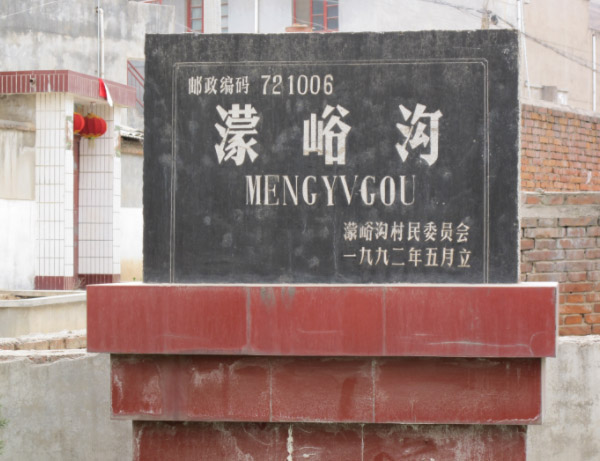 邮政编码 721006
濛峪沟
MENGYVGOU
濛峪沟村民委员会
一九九二年五月立